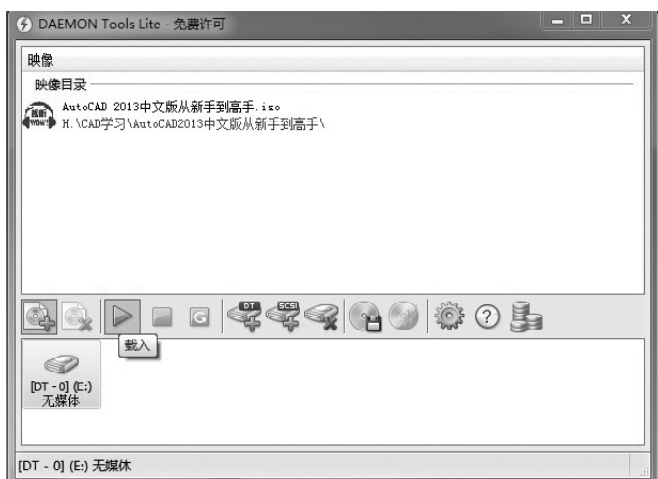 DAEMON Tools Lite - 免费许可
映像
映像目录
AutoCAD 2013中文版从新手到高手.iso
H.\CAD学习\AutoCAD2013中文版从新手到高手\
DT
SCSI
载入
[DT - 0] (E:)
无媒体
[DT - 0] (E:) 无媒体